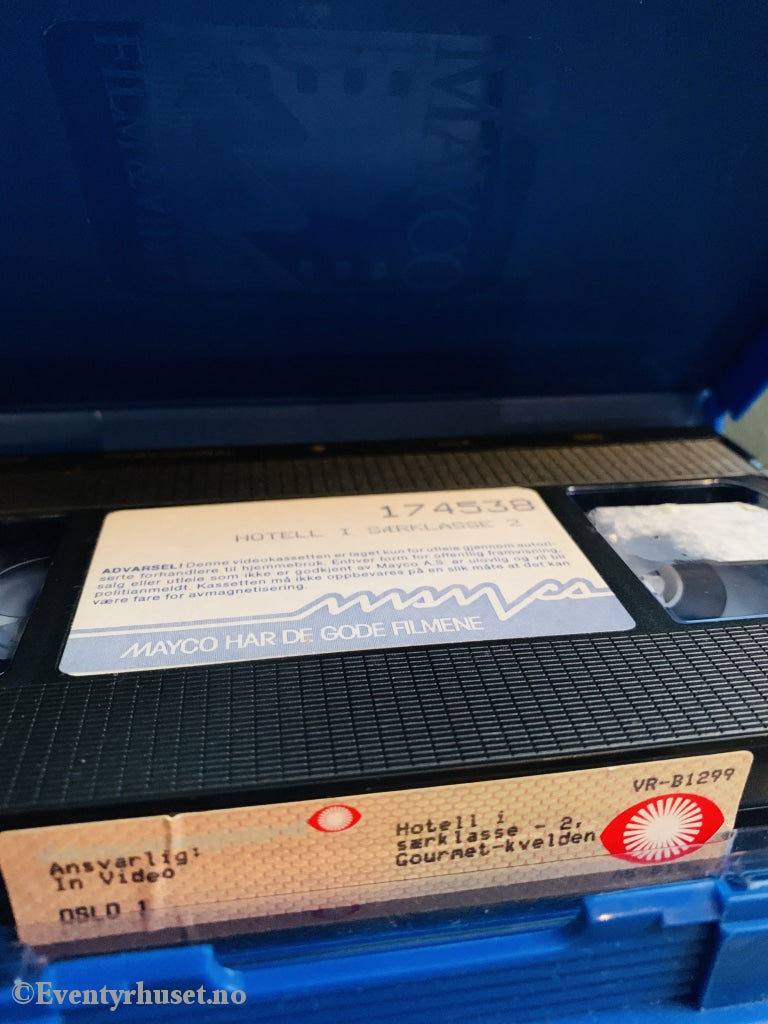 MAYCO
FILM & VIDEO
174538
HOTELL I SÆRKLASSE 2
ADVARSEL! Denne videokassetten er laget kun for utleie gjennom autori-
serte forhandlere til hjemmebruk. Enhver form for offentlig framvisning,
salg eller utleie som ikke er godkjent av Mayco A.S. er ulovlig og vil bli
politianmeldt. Kassetten må ikke oppbevares på en slik måte at det kan
være fare for avmagnetisering.
mayco
MAYCO HAR DE GODE FILMENE
VR-B1299
Ansvarlig:
In Video
OSLO 1
Hotell i
særklasse - 2,
Gourmet-kvelden
©Eventyrhuset.no